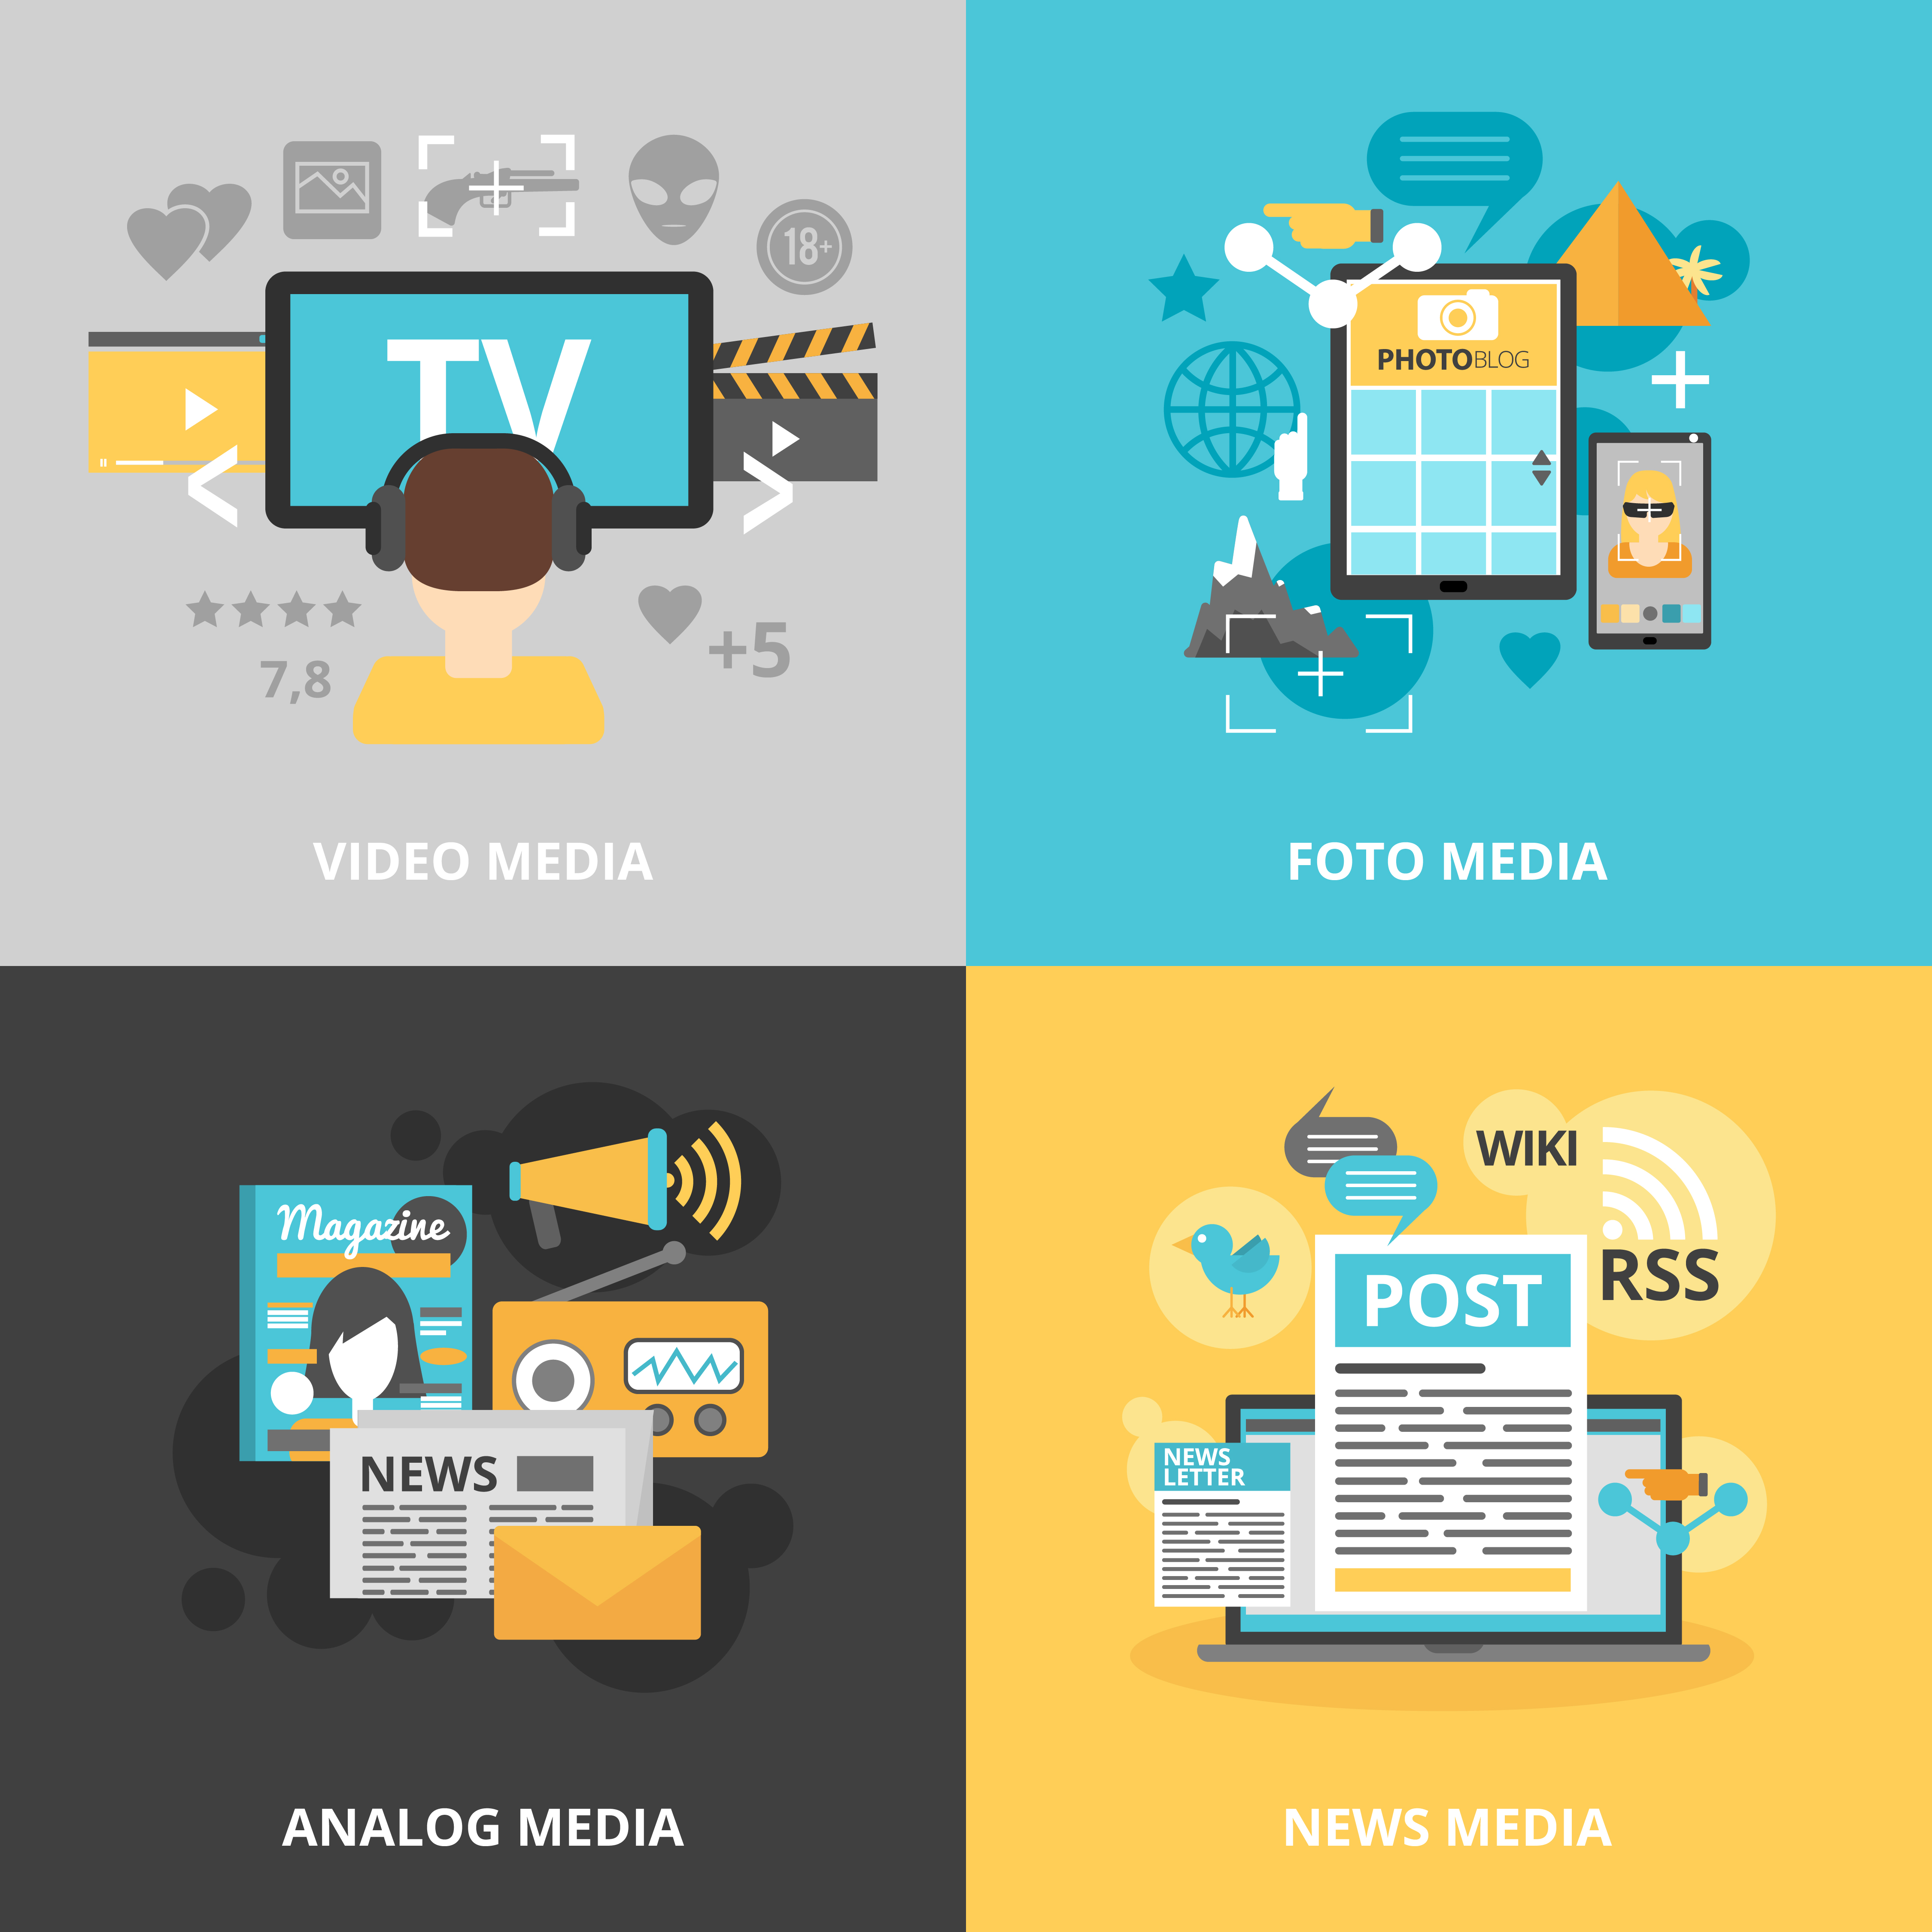 18+
TV
7,8
+5
VIDEO MEDIA
PHOTOBLOG
FOTO MEDIA
Magazine
NEWS
ANALOG MEDIA
WIKI
RSS
POST
NEWS
LETTER
NEWS MEDIA